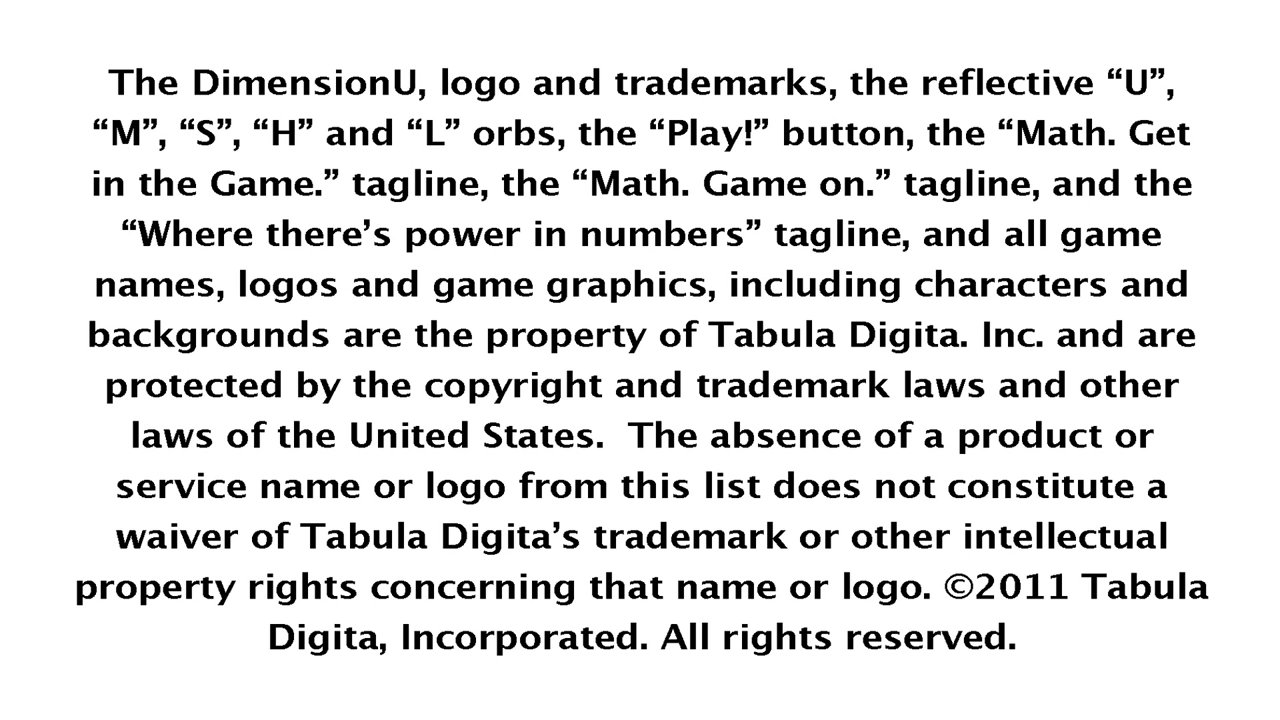 The DimensionU, logo and trademarks, the reflective “U”,
“M”, “S”, “H” and “L” orbs, the “Play!” button, the “Math. Get
in the Game.” tagline, the “Math. Game on.” tagline, and the
“Where there’s power in numbers” tagline, and all game
names, logos and game graphics, including characters and
backgrounds are the property of Tabula Digita. Inc. and are
protected by the copyright and trademark laws and other
laws of the United States.  The absence of a product or
service name or logo from this list does not constitute a
waiver of Tabula Digita’s trademark or other intellectual
property rights concerning that name or logo. ©2011 Tabula
Digita, Incorporated. All rights reserved.